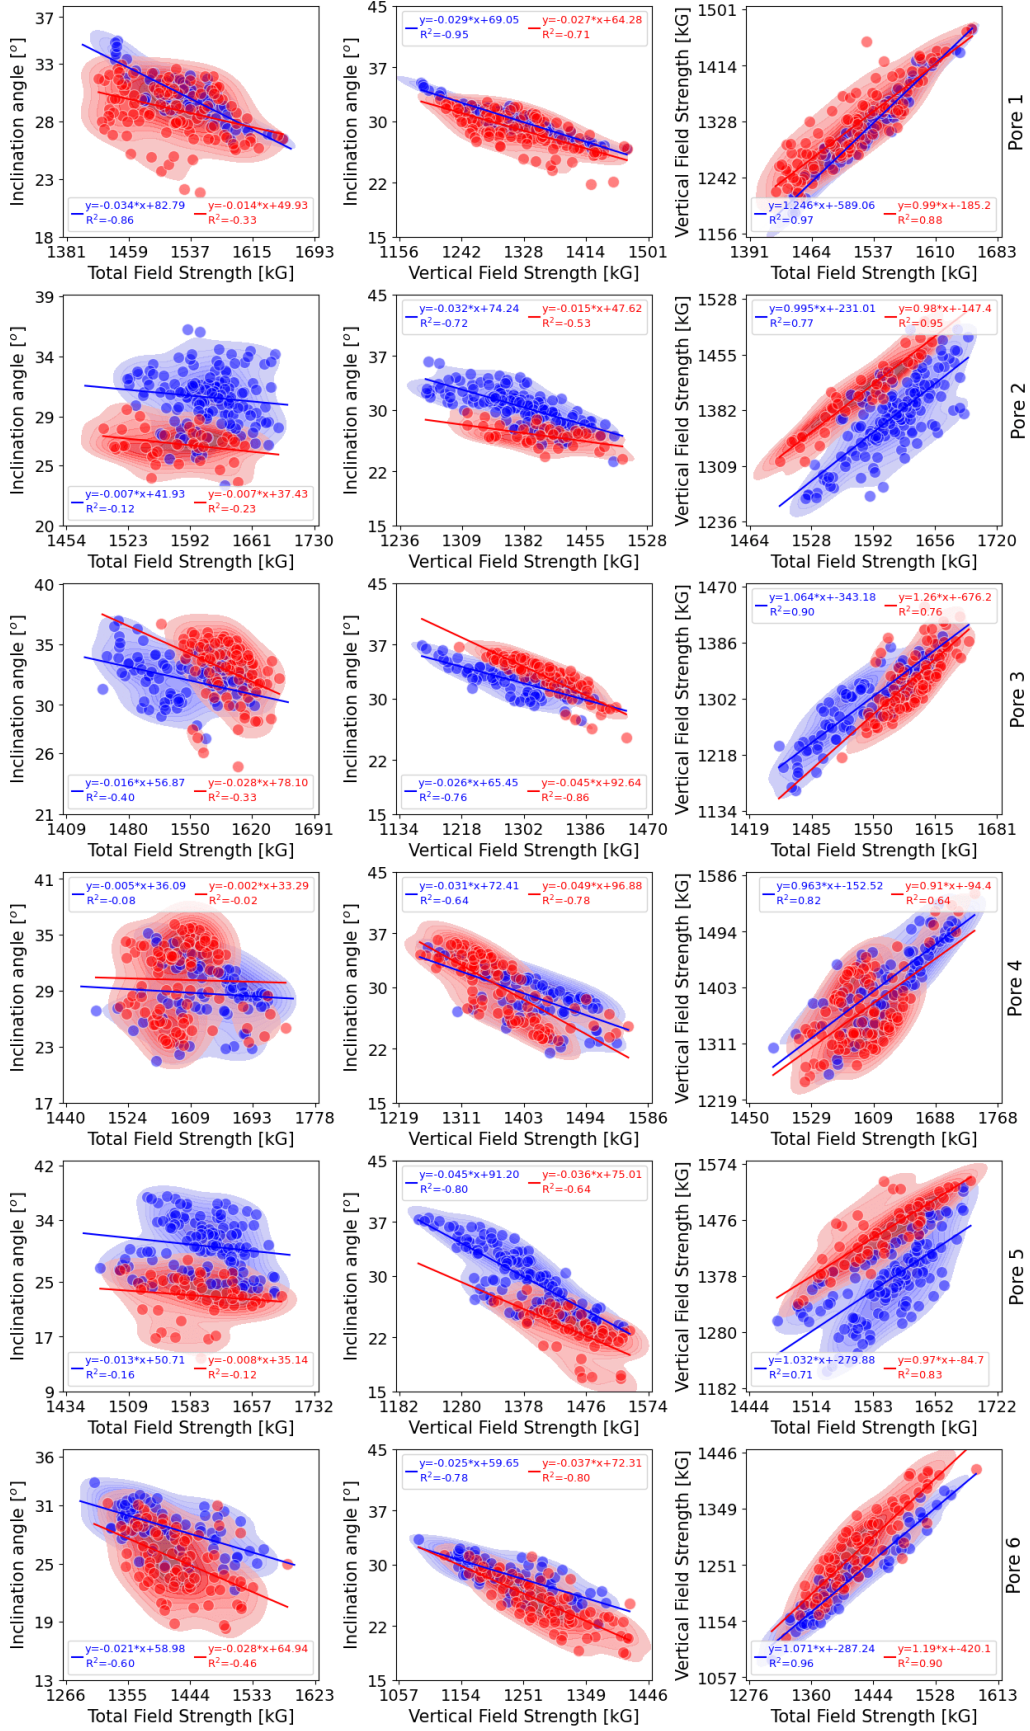 37
33
28
23
18
Inclination angle [°]
y=-0.034*x+82.79
R²=-0.86
y=-0.014*x+49.93
R²=-0.33
1381 1459 1537 1615 1693
Total Field Strength [kG]
45
37
30
22
15
Inclination angle [°]
y=-0.029*x+69.05
R²=-0.95
y=-0.027*x+64.28
R²=-0.71
1156 1242 1328 1414 1501
Vertical Field Strength [kG]
1501
1414
1328
1242
1156
Vertical Field Strength [kG]
y=1.246*x+-589.06
R²=0.97
y=0.99*x+-185.2
R²=0.88
1391 1464 1537 1610 1683
Total Field Strength [kG]
Pore 1
39
34
29
25
20
Inclination angle [°]
y=-0.007*x+41.93
R²=-0.12
y=-0.007*x+37.43
R²=-0.23
1454 1523 1592 1661 1730
Total Field Strength [kG]
45
37
30
22
15
Inclination angle [°]
y=-0.032*x+74.24
R²=-0.72
y=-0.015*x+47.62
R²=-0.53
1236 1309 1382 1455 1528
Vertical Field Strength [kG]
1528
1455
1382
1309
1236
Vertical Field Strength [kG]
y=0.995*x+-231.01
R²=0.77
y=0.98*x+-147.4
R²=0.95
1464 1528 1592 1656 1720
Total Field Strength [kG]
Pore 2
40
35
30
26
21
Inclination angle [°]
y=-0.016*x+56.87
R²=-0.40
y=-0.028*x+78.10
R²=-0.33
1409 1480 1550 1620 1691
Total Field Strength [kG]
45
37
30
22
15
Inclination angle [°]
y=-0.026*x+65.45
R²=-0.76
y=-0.045*x+92.64
R²=-0.86
1134 1218 1302 1386 1470
Vertical Field Strength [kG]
1470
1386
1302
1218
1134
Vertical Field Strength [kG]
y=1.064*x+-343.18
R²=0.90
y=1.26*x+-676.2
R²=0.76
1419 1485 1550 1615 1681
Total Field Strength [kG]
Pore 3
41
35
29
23
17
Inclination angle [°]
y=-0.005*x+36.09
R²=-0.08
y=-0.002*x+33.29
R²=-0.02
1440 1524 1609 1693 1778
Total Field Strength [kG]
45
37
30
22
15
Inclination angle [°]
y=-0.031*x+72.41
R²=-0.64
y=-0.049*x+96.88
R²=-0.78
1219 1311 1403 1494 1586
Vertical Field Strength [kG]
1586
1494
1403
1311
1219
Vertical Field Strength [kG]
y=0.963*x+-152.52
R²=0.82
y=0.91*x+-94.4
R²=0.64
1450 1529 1609 1688 1768
Total Field Strength [kG]
Pore 4
42
34
25
17
9
Inclination angle [°]
y=-0.013*x+50.71
R²=-0.16
y=-0.008*x+35.14
R²=-0.12
1434 1509 1583 1657 1732
Total Field Strength [kG]
45
37
30
22
15
Inclination angle [°]
y=-0.045*x+91.20
R²=-0.80
y=-0.036*x+75.01
R²=-0.64
1182 1280 1378 1476 1574
Vertical Field Strength [kG]
1574
1476
1378
1280
1182
Vertical Field Strength [kG]
y=1.032*x+-279.88
R²=0.71
y=0.97*x+-84.7
R²=0.83
1444 1514 1583 1652 1722
Total Field Strength [kG]
Pore 5
36
31
25
19
13
Inclination angle [°]
y=-0.021*x+58.98
R²=-0.60
y=-0.028*x+64.94
R²=-0.46
1266 1355 1444 1533 1623
Total Field Strength [kG]
45
37
30
22
15
Inclination angle [°]
y=-0.025*x+59.65
R²=-0.78
y=-0.037*x+72.31
R²=-0.80
1057 1154 1251 1349 1446
Vertical Field Strength [kG]
1446
1349
1251
1154
1057
Vertical Field Strength [kG]
y=1.071*x+-287.24
R²=0.96
y=1.19*x+-420.1
R²=0.90
1276 1360 1444 1528 1613
Total Field Strength [kG]
Pore 6